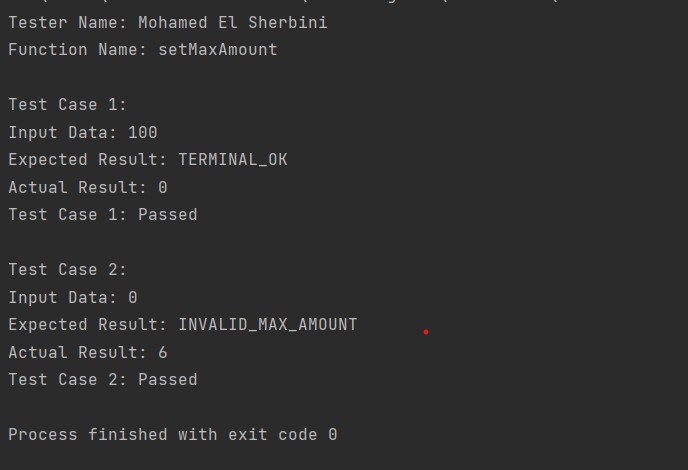 Tester Name: Mohamed El Sherbini
Function Name: setMaxAmount
Test Case 1:
Input Data: 100
Expected Result: TERMINAL_OK
Actual Result: 0
Test Case 1: Passed
Test Case 2:
Input Data: 0
Expected Result: INVALID_MAX_AMOUNT
Actual Result: 6
Test Case 2: Passed
Process finished with exit code 0